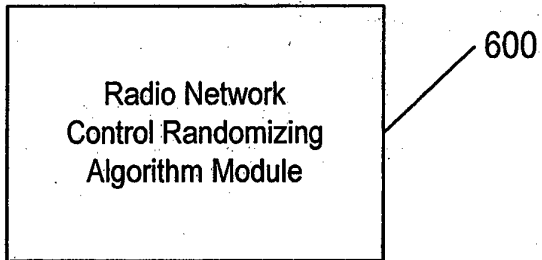 600
Radio Network
Control Randomizing
Algorithm Module